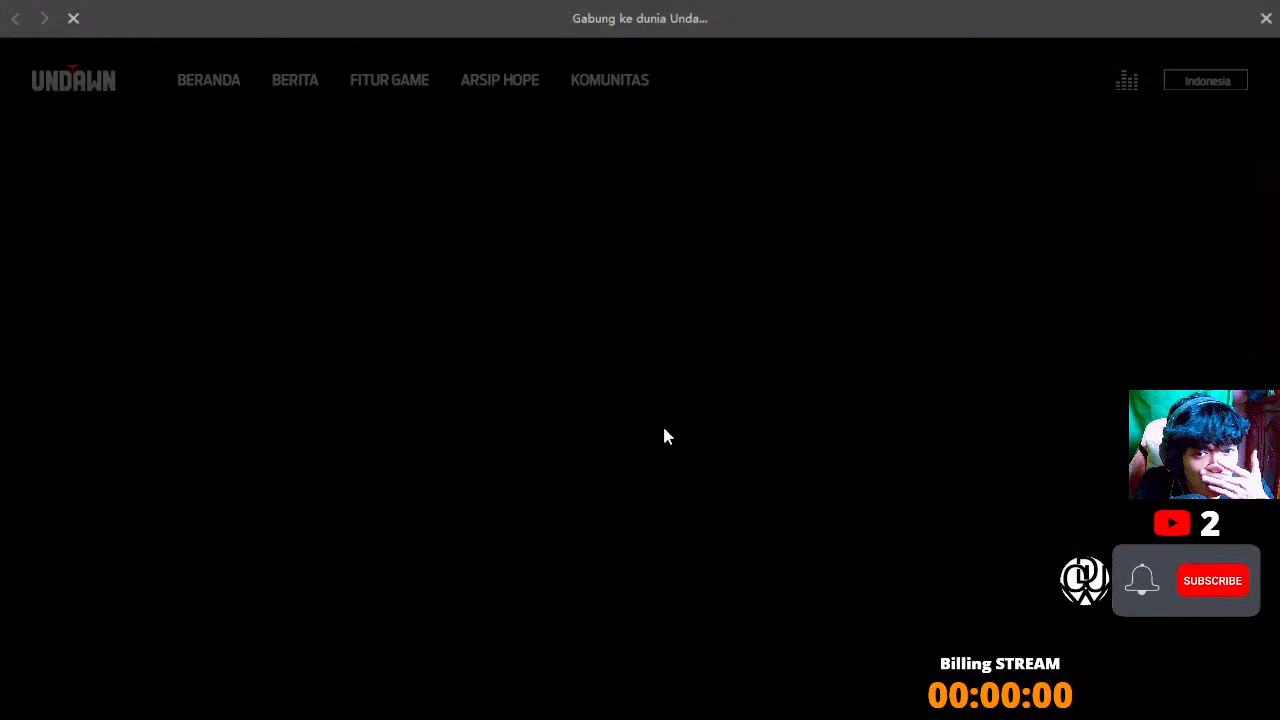 Gabung ke dunia Unda...
UNDAWN
BERANDA
BERITA
FITUR GAME
ARSIP HOPE
KOMUNITAS
Indonesia
2
SUBSCRIBE
Billing STREAM
00:00:00